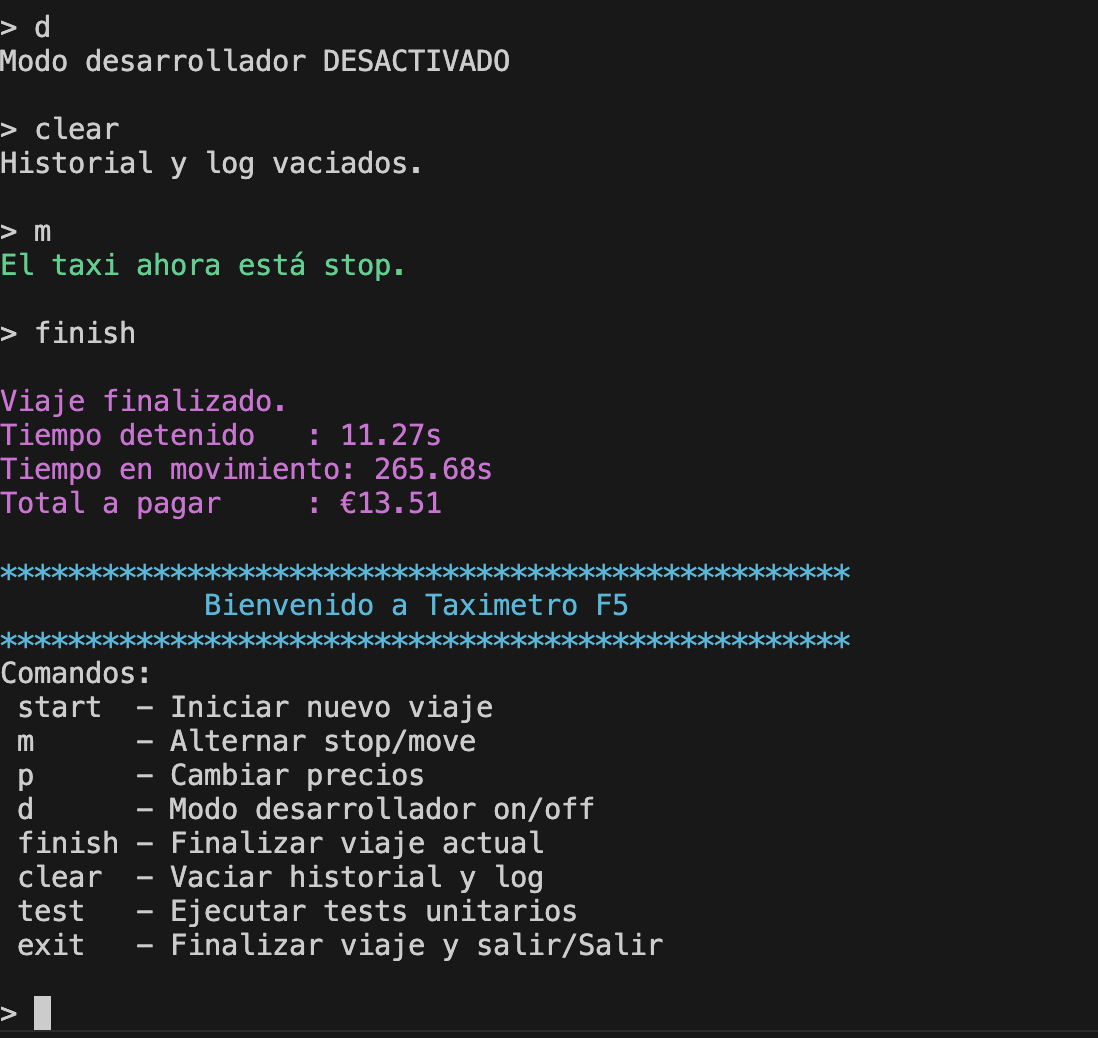 > d
Modo desarrollador DESACTIVADO
> clear
Historial y log vaciados.
> m
El taxi ahora está stop.
> finish
Viaje finalizado.
Tiempo detenido   : 11.27s
Tiempo en movimiento: 265.68s
Total a pagar     : €13.51
**************************************************
            Bienvenido a Taximetro F5
**************************************************
Comandos:
 start  – Iniciar nuevo viaje
 m      – Alternar stop/move
 p      – Cambiar precios
 d      – Modo desarrollador on/off
 finish – Finalizar viaje actual
 clear  – Vaciar historial y log
 test   – Ejecutar tests unitarios
 exit   – Finalizar viaje y salir/Salir
>